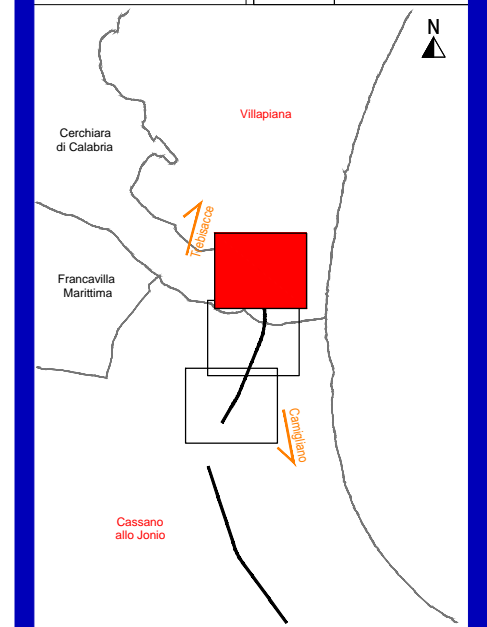 N
Villapiana
Cerchiara
di Calabria
Trebisacce
Francavilla
Marittima
Camigliano
Cassano
allo Jonio